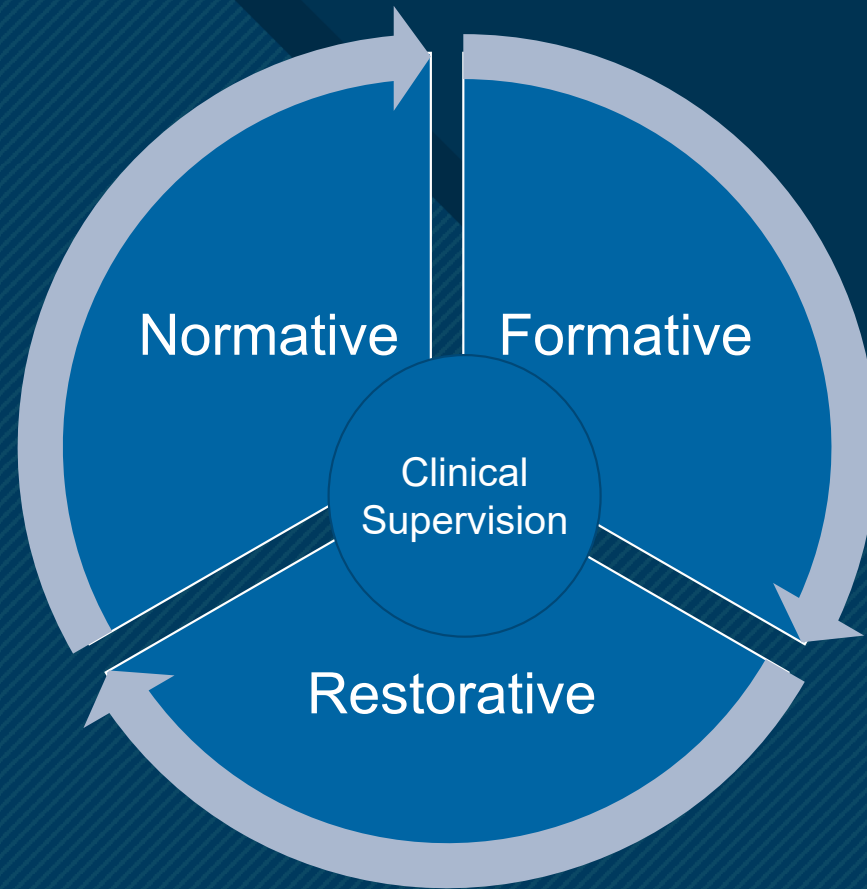 Normative
Formative
Clinical
Supervision
Restorative